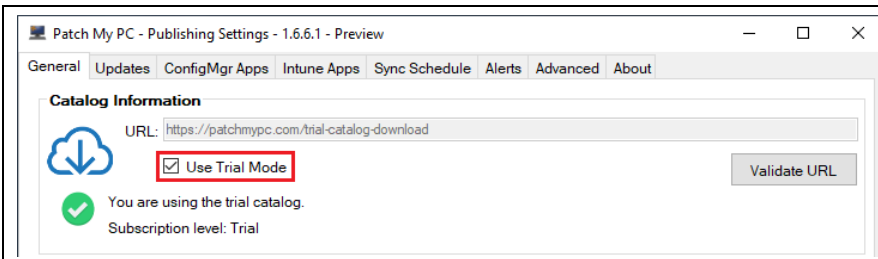 Patch My PC - Publishing Settings - 1.6.6.1 - Preview
General Updates ConfigMgr Apps Intune Apps Sync Schedule Alerts Advanced About
Catalog Information
URL: https://patchmypc.com/trial-catalog-download
Use Trial Mode
Validate URL
You are using the trial catalog.
Subscription level: Trial